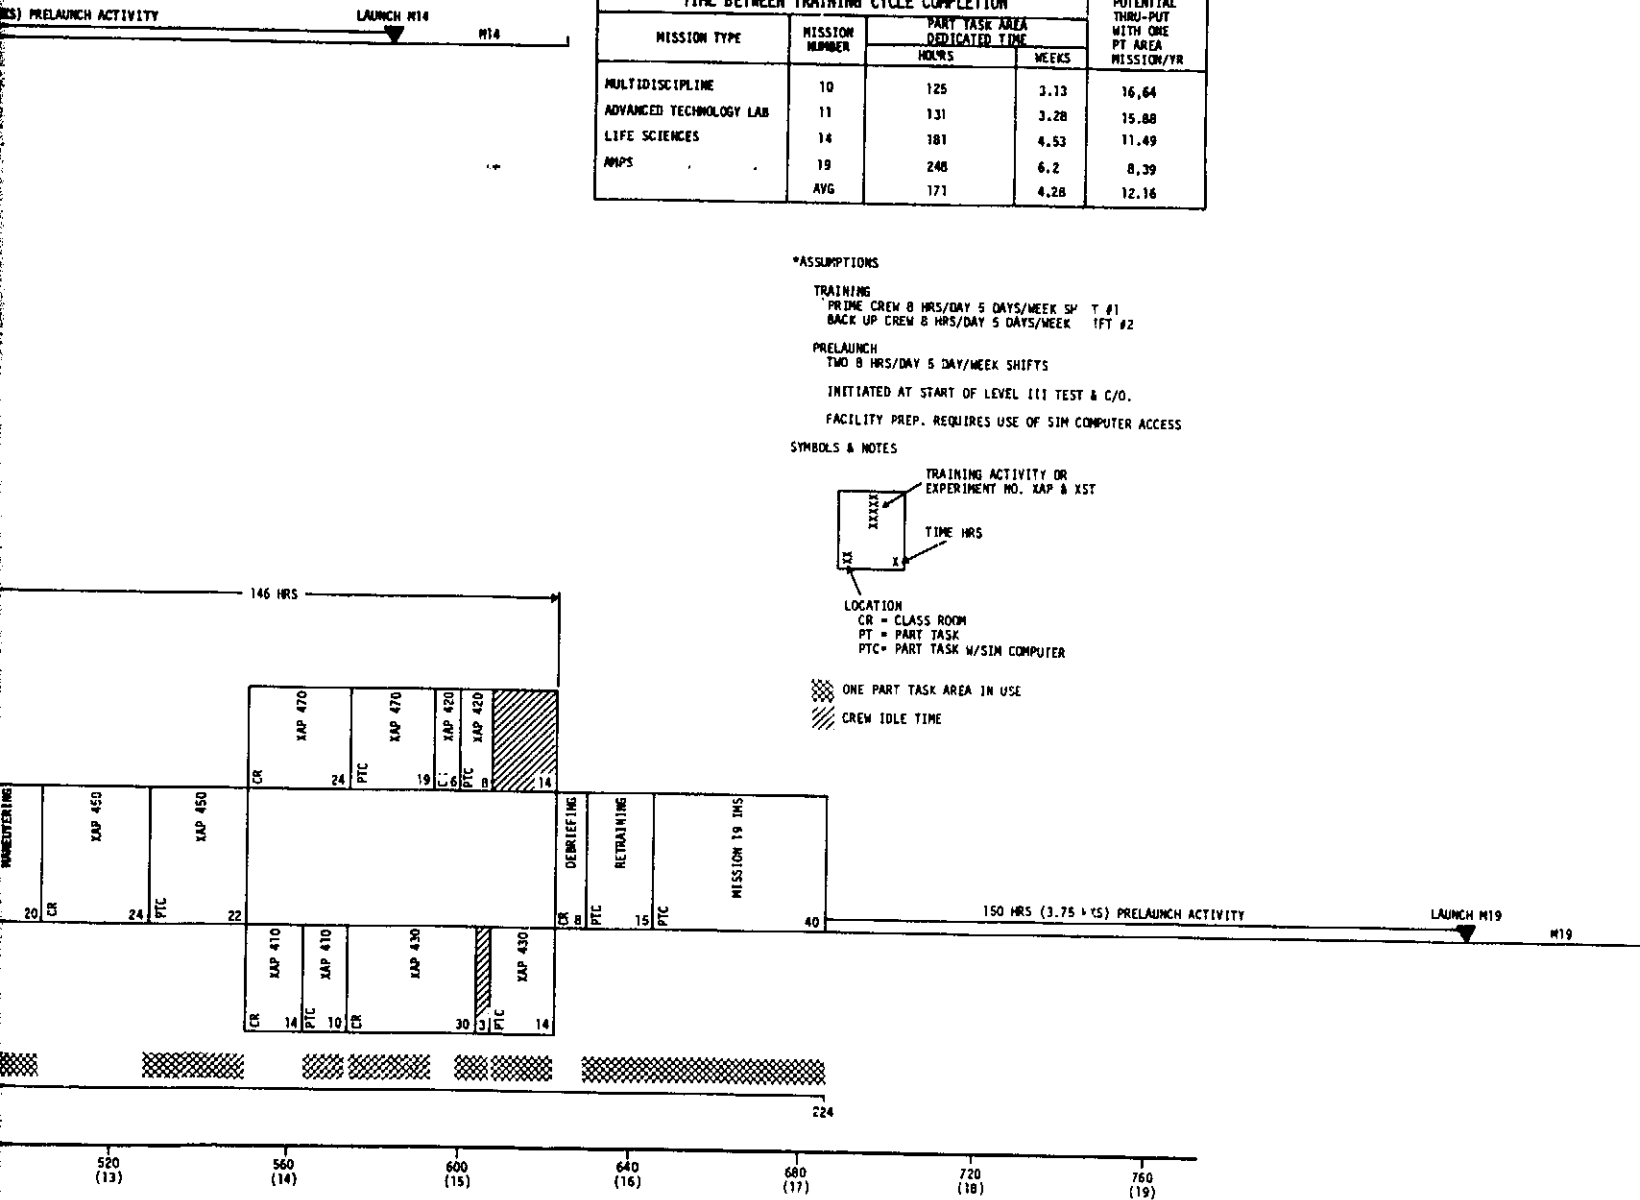 KS) PRELAUNCH ACTIVITY
LAUNCH M14
M14
TIME BETWEEN TRAINING CYCLE COMPLETION
MISSION TYPE
MISSION NUMBER
PART TASK AREA
DEDICATED TIME
HOURS
WEEKS
POTENTIAL
THRU-PUT
WITH ONE
PT AREA
MISSION/YR
MULTIDISCIPLINE 10 125 3.13 16,64
ADVANCED TECHNOLOGY LAB 11 131 3.28 15.88
LIFE SCIENCES 14 181 4.53 11.49
AMPS 19 248 6.2 8,39
AVG 171 4.28 12.16
*ASSUMPTIONS
TRAINING
PRIME CREW 8 HRS/DAY 5 DAYS/WEEK SH T #1
BACK UP CREW 8 HRS/DAY 5 DAYS/WEEK IFT #2
PRELAUNCH
TWO 8 HRS/DAY 5 DAY/WEEK SHIFTS
INITIATED AT START OF LEVEL III TEST & C/O.
FACILITY PREP. REQUIRES USE OF SIM COMPUTER ACCESS
SYMBOLS & NOTES
TRAINING ACTIVITY OR
EXPERIMENT NO. XAP & XST
XXXXX
TIME HRS
XX X
LOCATION
CR = CLASS ROOM
PT = PART TASK
PTC= PART TASK W/SIM COMPUTER
ONE PART TASK AREA IN USE
CREW IDLE TIME
146 HRS
XAP 470
CR 24
XAP 470
PTC 19
XAP 420
6
XAP 420
PTC 8
14
MANEUVERING
20
XAP 450
CR 24
XAP 450
PTC 22
DEBRIEFING
CR 8
RETRAINING
PTC 15
MISSION 19 IMS
PTC 40
150 HRS (3.75 KS) PRELAUNCH ACTIVITY
LAUNCH M19
M19
XAP 410
CR 14
XAP 410
PTC 10
XAP 430
CR 30
3
XAP 430
PTC 14
224
520 560 600 640 680 720 760
(13) (14) (15) (16) (17) (18) (19)